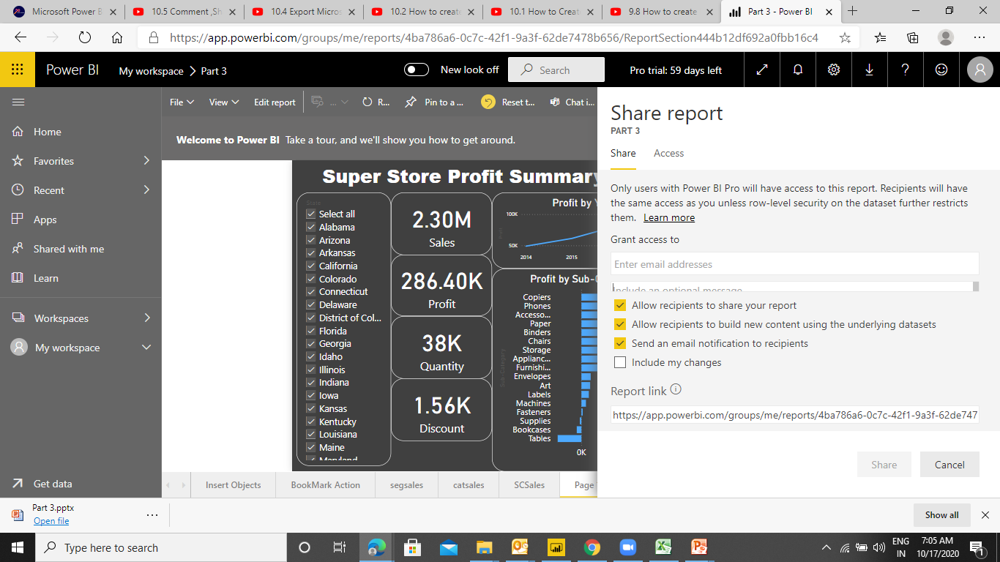 Microsoft Power B
10.5 Comment ,Sh
10.4 Export Micros
10.2 How to create
10.1 How to Creat
9.8 How to create
Part 3 - Power BI
https://app.powerbi.com/groups/me/reports/4ba786a6-0c7c-42f1-9a3f-62de7478b656/ReportSection444b12df692a0fbb16c4
Power BI
My workspace > Part 3
New look off
Search
Pro trial: 59 days left
File
View
Edit report
...
R...
Pin to a ...
Reset t...
Chat i...
Home
Favorites
Recent
Apps
Shared with me
Learn
Workspaces
My workspace
Get data
Welcome to Power BI Take a tour, and we'll show you how to get around.
Super Store Profit Summary
State
Select all
Alabama
Arizona
Arkansas
California
Colorado
Connecticut
Delaware
District of Col...
Florida
Georgia
Idaho
Illinois
Indiana
Iowa
Kansas
Kentucky
Louisiana
Maine
Maryland
2.30M
Sales
286.40K
Profit
38K
Quantity
1.56K
Discount
Profit by Y
100K
50K
2014
2015
Profit by Sub-C
Sub-Category
Copiers
Phones
Accesso...
Paper
Binders
Chairs
Storage
Applianc...
Furnishi...
Envelopes
Art
Labels
Machines
Fasteners
Supplies
Bookcases
Tables
0K
Insert Objects
BookMark Action
segsales
catsales
SCSales
Page
Share report
PART 3
Share
Access
Only users with Power BI Pro will have access to this report. Recipients will have
the same access as you unless row-level security on the dataset further restricts
them. Learn more
Grant access to
Enter email addresses
Include an optional message
Allow recipients to share your report
Allow recipients to build new content using the underlying datasets
Send an email notification to recipients
Include my changes
Report link
https://app.powerbi.com/groups/me/reports/4ba786a6-0c7c-42f1-9a3f-62de747
Share
Cancel
Part 3.pptx
Open file
Show all
Type here to search
ENG
IN
7:05 AM
10/17/2020
1